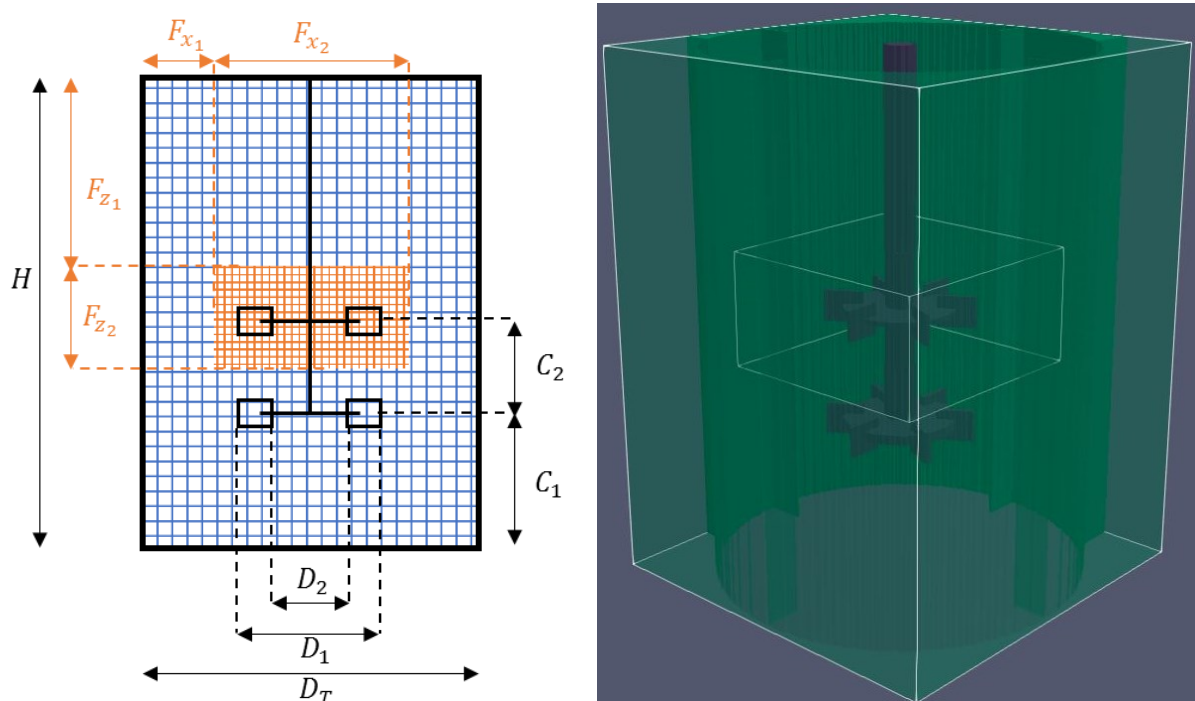 F_{x_1}
F_{x_2}
F_{z_1}
H
F_{z_2}
C_2
C_1
D_2
D_1
D_T